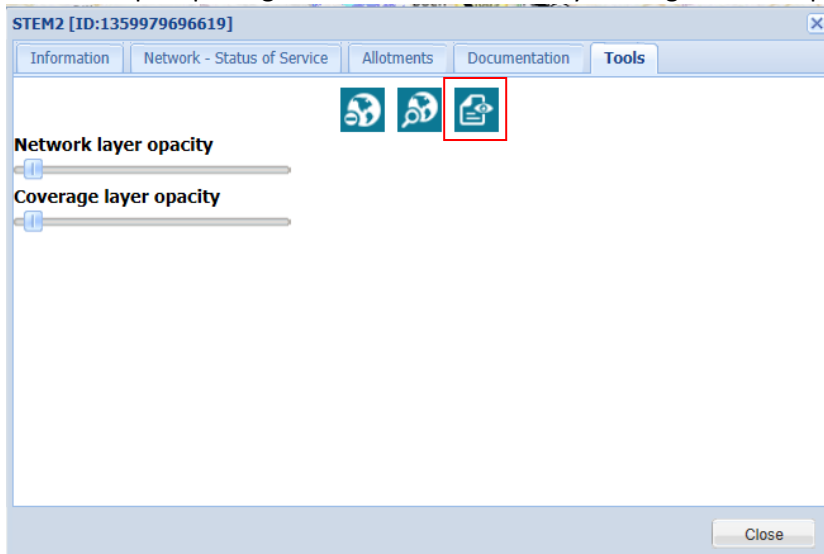 STEM2 [ID:1359979696619]
Information Network - Status of Service Allotments Documentation Tools
Network layer opacity
Coverage layer opacity
Close